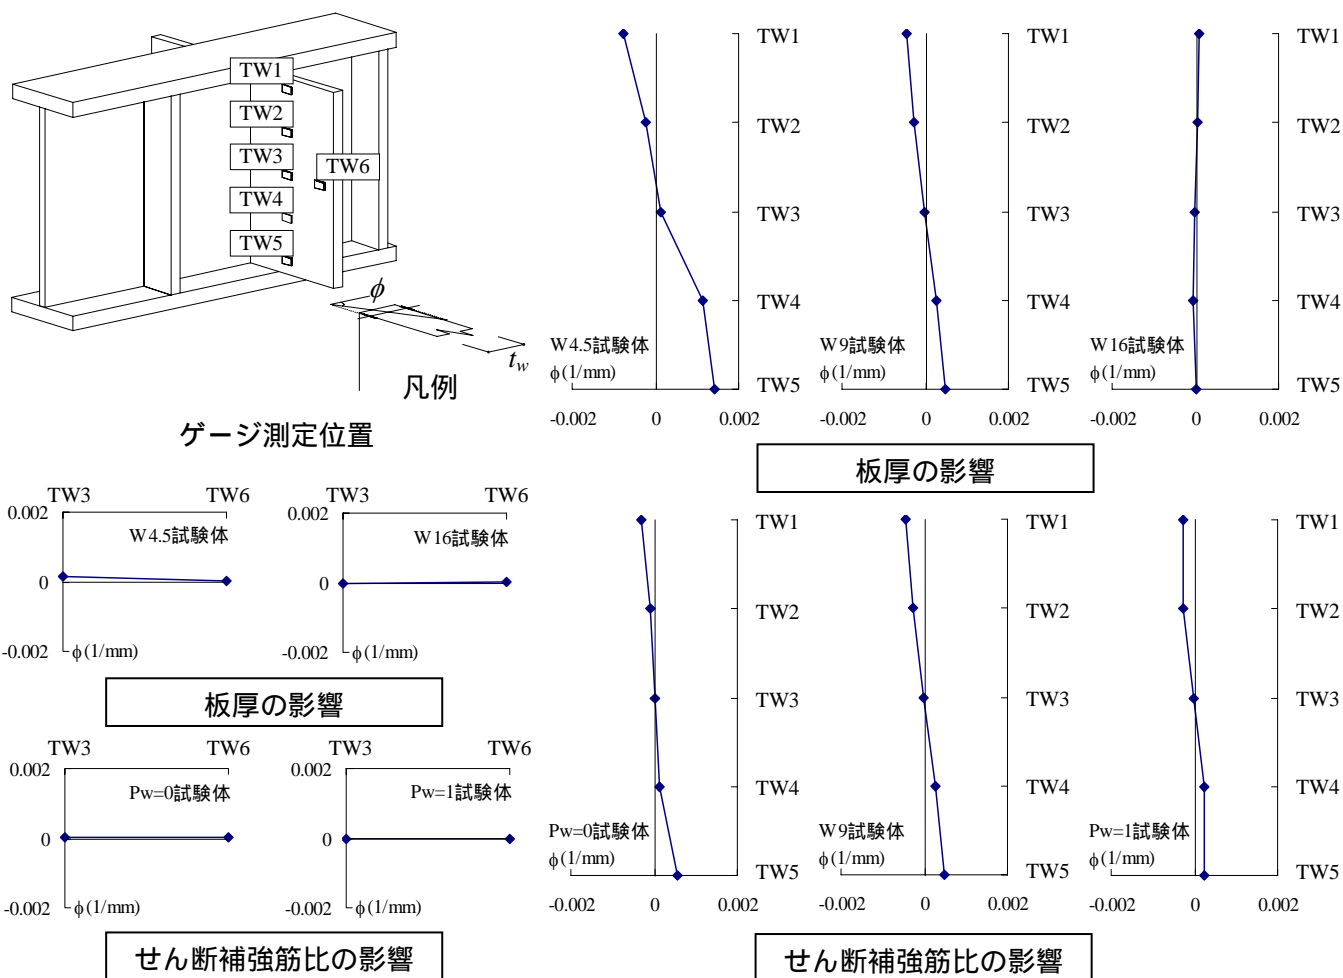 TW1
TW2
TW3
TW6
TW4
TW5
φ
t_w
凡例
ゲージ測定位置
TW1
TW2
TW3
TW4
TW5
W4.5試験体
φ(1/mm)
-0.002 0 0.002
TW1
TW2
TW3
TW4
TW5
W9試験体
φ(1/mm)
-0.002 0 0.002
TW1
TW2
TW3
TW4
TW5
W16試験体
φ(1/mm)
-0.002 0 0.002
板厚の影響
TW3 TW6
0.002
W4.5試験体
0
-0.002 φ(1/mm)
TW3 TW6
0.002
W16試験体
0
-0.002 φ(1/mm)
板厚の影響
TW3 TW6
0.002
Pw=0試験体
0
-0.002 φ(1/mm)
TW3 TW6
0.002
Pw=1試験体
0
-0.002 φ(1/mm)
せん断補強筋比の影響
TW1
TW2
TW3
TW4
TW5
Pw=0試験体
φ(1/mm)
-0.002 0 0.002
TW1
TW2
TW3
TW4
TW5
W9試験体
φ(1/mm)
-0.002 0 0.002
TW1
TW2
TW3
TW4
TW5
Pw=1試験体
φ(1/mm)
-0.002 0 0.002
せん断補強筋比の影響